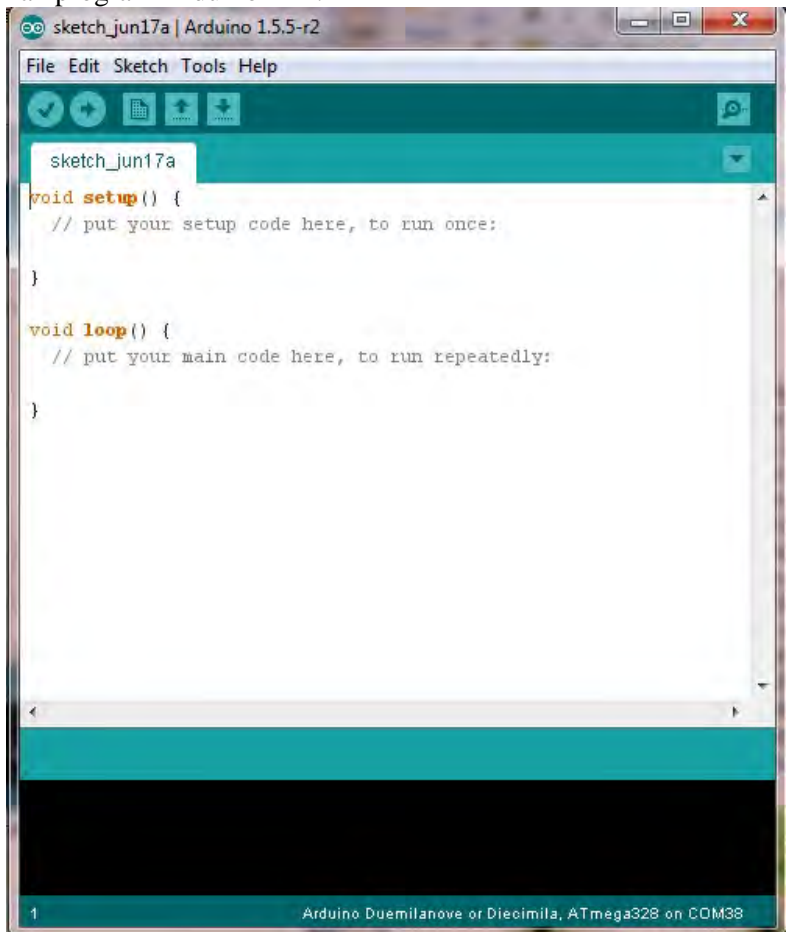 sketch_jun17a | Arduino 1.5.5-r2
File Edit Sketch Tools Help
sketch_jun17a
void setup() {
// put your setup code here, to run once:
}
void loop() {
// put your main code here, to run repeatedly:
}
1
Arduino Duemilanove or Diecimila, ATmega328 on COM38